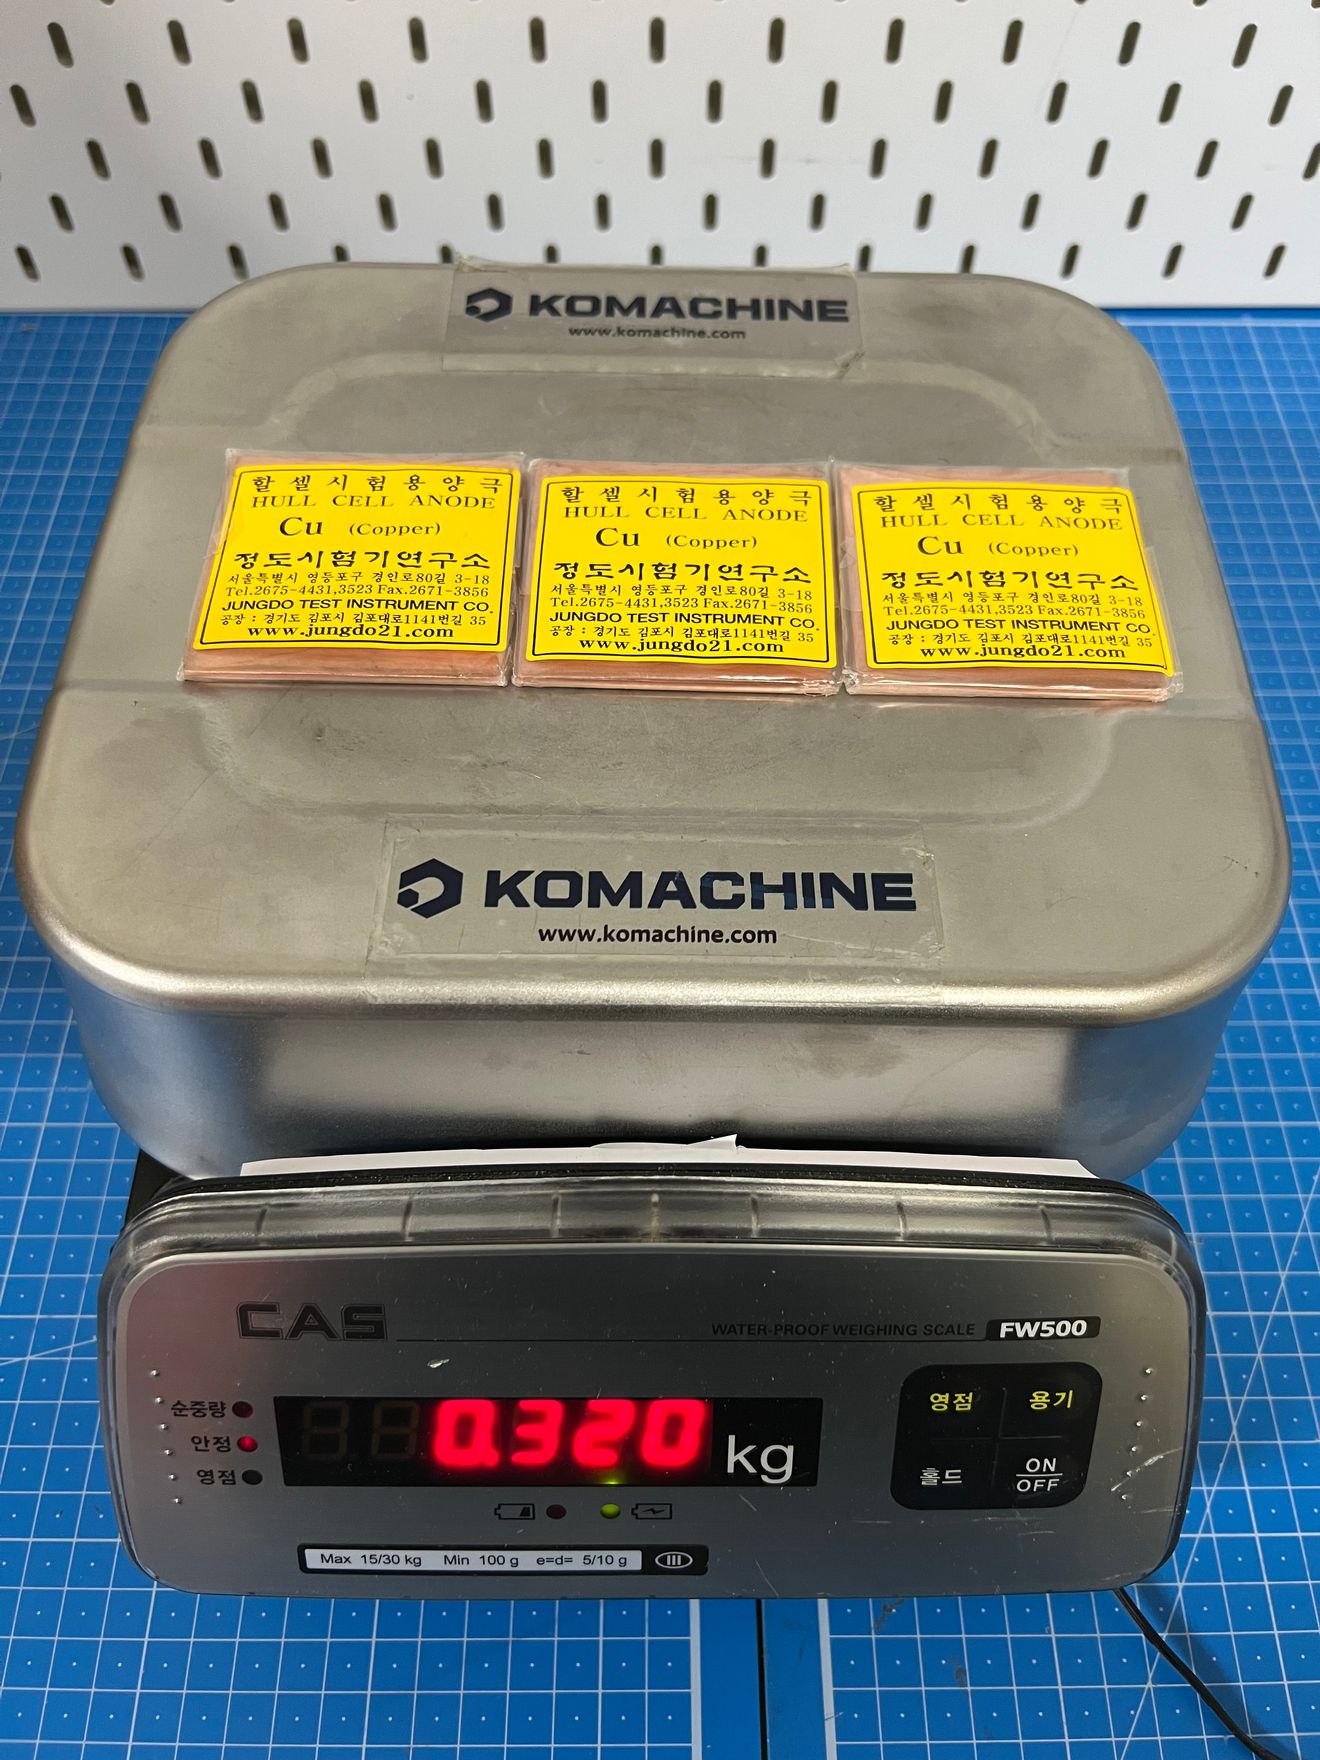 KOMACHINE
www.komachine.com
할셀시험용양극
HULL CELL ANODE
Cu (Copper)
정도시험기연구소
서울특별시 영등포구 경인로80길 3-18
Tel.2675-4431,3523 Fax.2671-3856
JUNGDO TEST INSTRUMENT CO.
공장 : 경기도 김포시 김포대로1141번길 35
www.jungdo21.com
할셀시험용양극
HULL CELL ANODE
Cu (Copper)
정도시험기연구소
서울특별시 영등포구 경인로80길 3-18
Tel.2675-4431,3523 Fax.2671-3856
JUNGDO TEST INSTRUMENT CO.
공장 : 경기도 김포시 김포대로1141번길 35
www.jungdo21.com
할셀시험용양극
HULL CELL ANODE
Cu (Copper)
정도시험기연구소
서울특별시 영등포구 경인로80길 3-18
Tel.2675-4431,3523 Fax.2671-3856
JUNGDO TEST INSTRUMENT CO.
공장 : 경기도 김포시 김포대로1141번길 35
www.jungdo21.com
KOMACHINE
www.komachine.com
CAS
WATER-PROOF WEIGHING SCALE FW500
순중량
안정
영점
0.320 kg
영점 용기
홀드 ON/OFF
Max 15/30 kg Min 100 g e=d= 5/10 g III